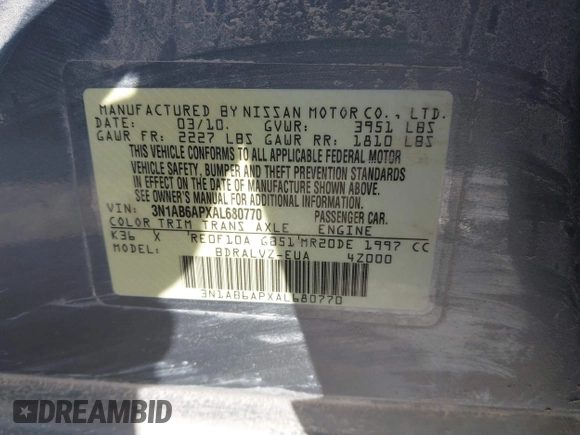 MANUFACTURED BY NISSAN MOTOR CO., LTD.
DATE: 03/10. GVWR: 3951 LBS
GAWR FR: 2227 LBS GAWR RR: 1810 LBS
THIS VEHICLE CONFORMS TO ALL APPLICABLE FEDERAL MOTOR
VEHICLE SAFETY, BUMPER AND THEFT PREVENTION STANDARDS
IN EFFECT ON THE DATE OF MANUFACTURE SHOWN ABOVE.
SEE OWNER'S MANUAL FOR ADDITIONAL INFORMATION
VIN: 3N1AB6APXAL680770 PASSENGER CAR.
COLOR TRIM TRANS AXLE ENGINE
K36 X RE0F10A GB51 MR20DE 1997 CC
MODEL: BDRALVZ-EUA 4Z000
3N1AB6APXAL680770
DREAMBID